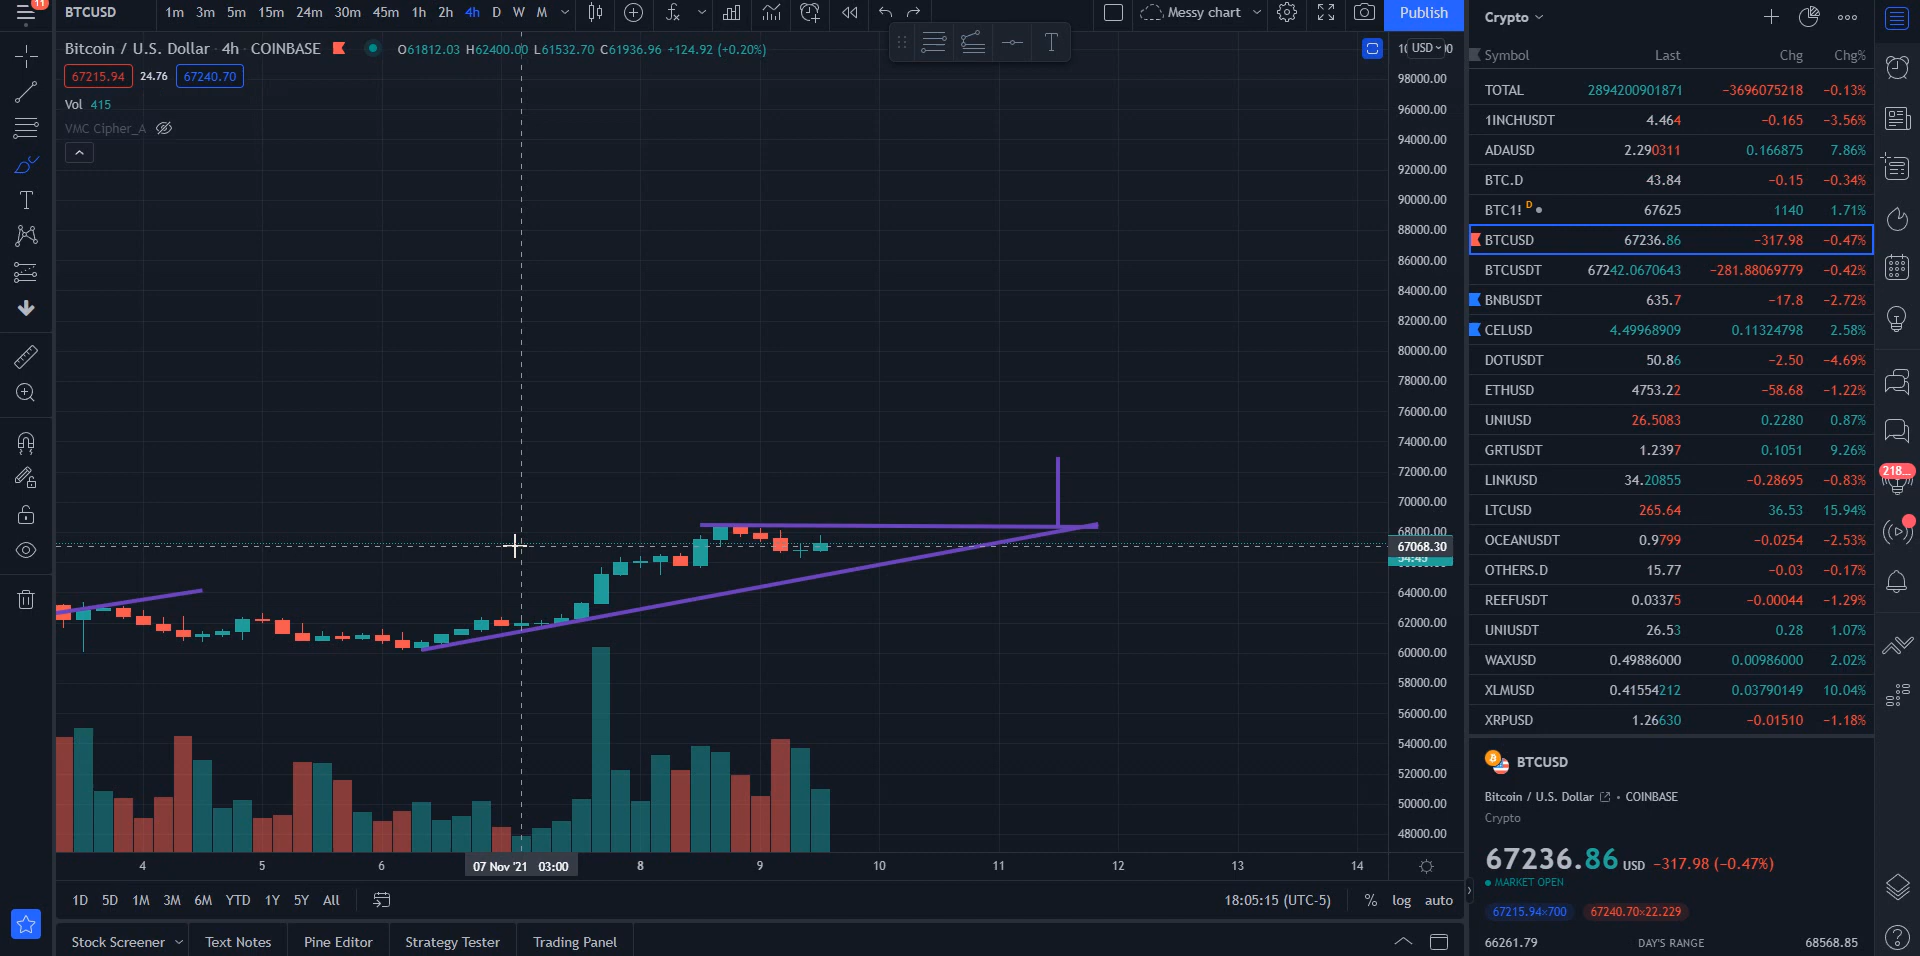 11
BTCUSD 1m 3m 5m 15m 24m 30m 45m 1h 2h 4h D W M Messy chart Publish
Bitcoin / U.S. Dollar · 4h · COINBASE O61812.03 H62400.00 L61532.70 C61936.96 +124.92 (+0.20%)
67215.94 24.76 67240.70
Vol 415
VMC Cipher_A
T
T
USD
98000.00
96000.00
94000.00
92000.00
90000.00
88000.00
86000.00
84000.00
82000.00
80000.00
78000.00
76000.00
74000.00
72000.00
70000.00
68000.00
67068.30
64000.00
62000.00
60000.00
58000.00
56000.00
54000.00
52000.00
50000.00
48000.00
4 5 6 07 Nov '21 03:00 8 9 10 11 12 13 14
1D 5D 1M 3M 6M YTD 1Y 5Y All 18:05:15 (UTC-5) % log auto
Stock Screener Text Notes Pine Editor Strategy Tester Trading Panel
Crypto
Symbol Last Chg Chg%
TOTAL 2894200901871 −3696075218 −0.13%
1INCHUSDT 4.464 −0.165 −3.56%
ADAUSD 2.290311 0.166875 7.86%
BTC.D 43.84 −0.15 −0.34%
BTC1! D 67625 1140 1.71%
BTCUSD 67236.86 −317.98 −0.47%
BTCUSDT 67242.0670643 −281.88069779 −0.42%
BNBUSDT 635.7 −17.8 −2.72%
CELUSD 4.49968909 0.11324798 2.58%
DOTUSDT 50.86 −2.50 −4.69%
ETHUSD 4753.22 −58.68 −1.22%
UNIUSD 26.5083 0.2280 0.87%
GRTUSDT 1.2397 0.1051 9.26%
LINKUSD 34.20855 −0.28695 −0.83%
LTCUSD 265.64 36.53 15.94%
OCEANUSDT 0.9799 −0.0254 −2.53%
OTHERS.D 15.77 −0.03 −0.17%
REEFUSDT 0.03375 −0.00044 −1.29%
UNIUSDT 26.53 0.28 1.07%
WAXUSD 0.49886000 0.00986000 2.02%
XLMUSD 0.41554212 0.03790149 10.04%
XRPUSD 1.26630 −0.01510 −1.18%
BTCUSD
Bitcoin / U.S. Dollar • COINBASE
Crypto
67236.86 USD −317.98 (−0.47%)
MARKET OPEN
67215.94×700 67240.70×22.229
66261.79 DAY'S RANGE 68568.85
218...